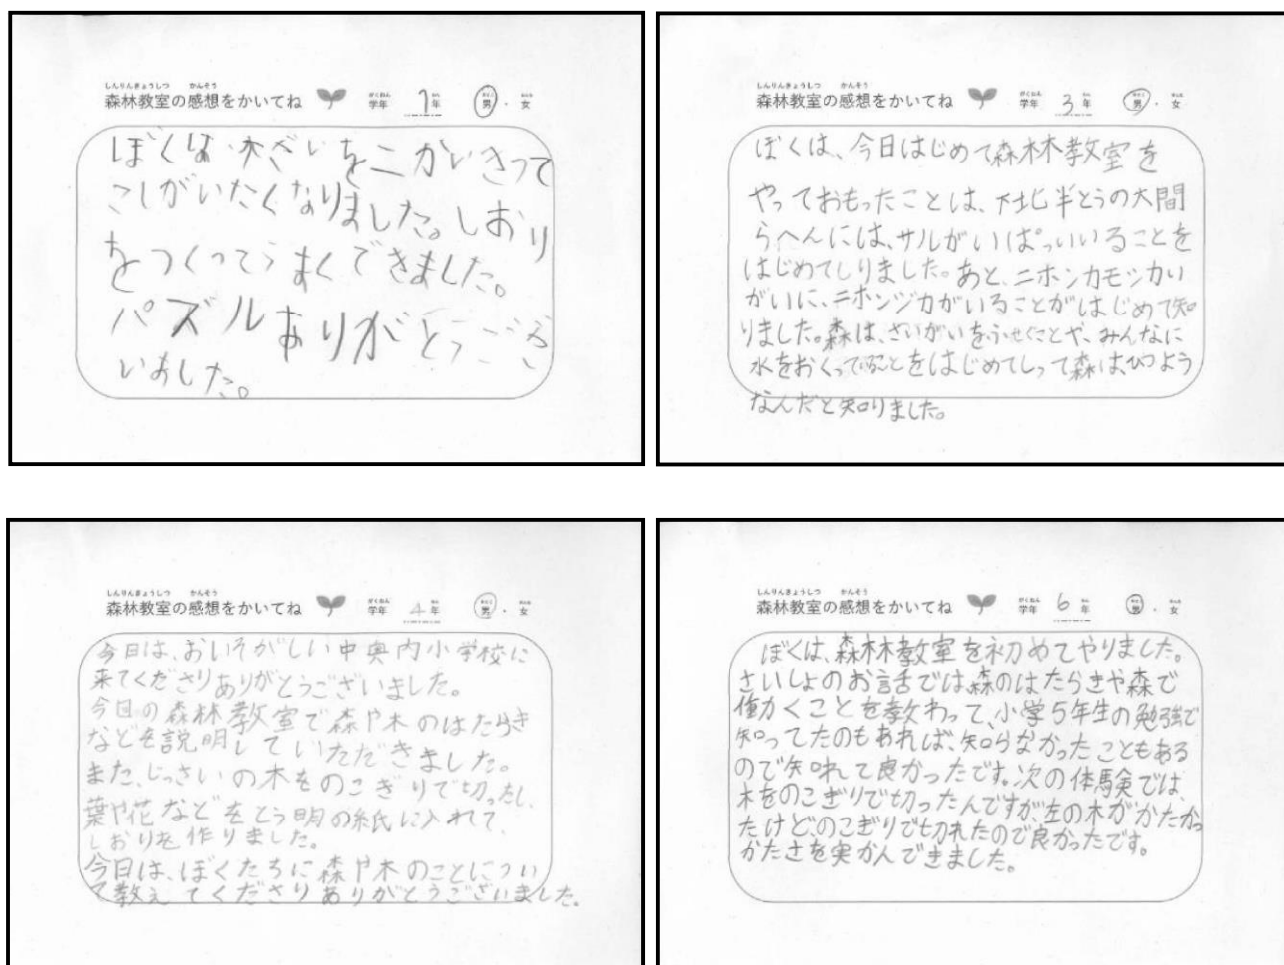 しんりんきょうしつ かんそう
森林教室の感想をかいてね 学年 1年 男・女
ぼくは木ざいをニかいきって
こしがいたくなりました。しおり
をつくってうまくできました。
パズルありがとうござ
いました。
しんりんきょうしつ かんそう
森林教室の感想をかいてね 学年 3年 男・女
ぼくは、今日はじめて森林教室を
やっておもったことは、下北半とうの大間
らへんには、サルがいぱっいいることを
はじめてしりました。あと、ニホンカモシカい
がいに、ニホンジカがいることがはじめて知
りました。森は、さいがいをふせぐことや、みんなに
水をおくってることをはじめてしって森は、ひつよう
なんだと知りました。
しんりんきょうしつ かんそう
森林教室の感想をかいてね 学年 4年 男・女
今日は、おいそがしい中奥内小学校に
来てくださりありがとうございました。
今回の森林教室で森や木のはたらき
などを説明していただきました。
また、じっさいの木をのこぎりで切ったし、
葉や花などをとう明の紙に入れて、
しおりを作りました。
今日は、ぼくたちに森や木のことについ
て教えてくださりありがとうございました。
しんりんきょうしつ かんそう
森林教室の感想をかいてね 学年 6年 男・女
ぼくは、森林教室を初めてやりました。
さいしょのお話では森のはたらきや森で
働かくことを教わって、小学5年生の勉強で
知ってたのもあれば、知らなかったこともある
ので知れて良かったです。次の体験では、
木をのこぎりで切ったんですが、左の木がかたかっ
たけど、のこぎりで切れたので良かったです。
かたさを実かんできました。